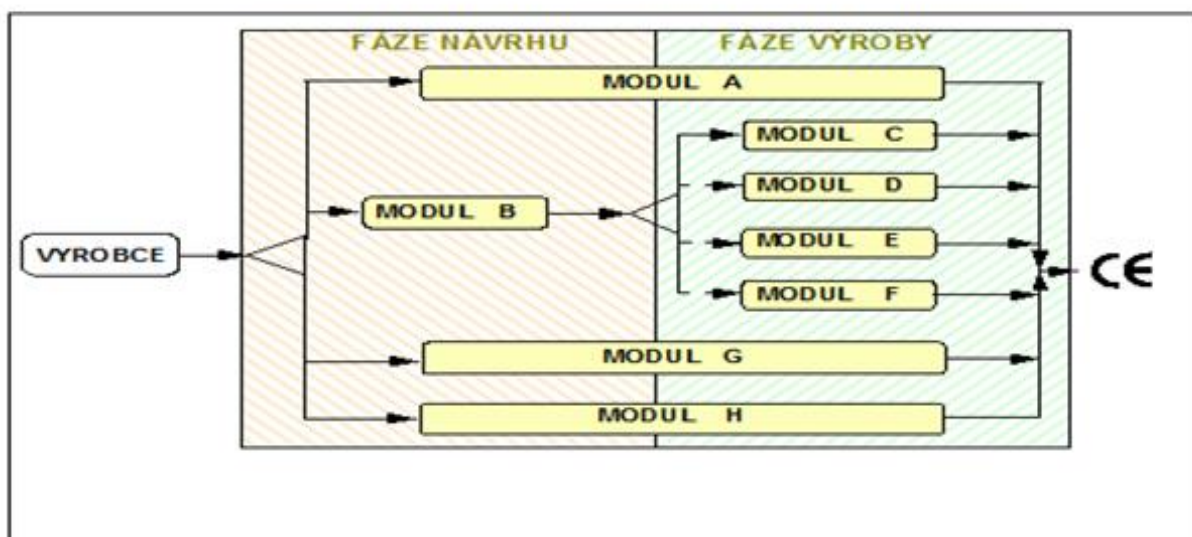 FÁZE NÁVRHU
FÁZE VÝROBY
MODUL A
MODUL C
MODUL B
MODUL D
VYROBCE
MODUL E
CE
MODUL F
MODUL G
MODUL H